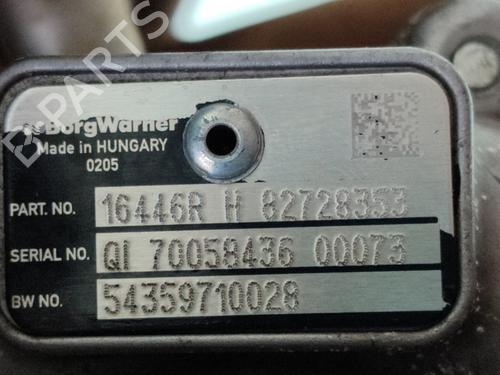 BorgWarner
Made in HUNGARY
0205
PART. NO. 16446R H 82728353
SERIAL NO. QI 70058436 00073
BW NO. 54359710028
B-PARTS